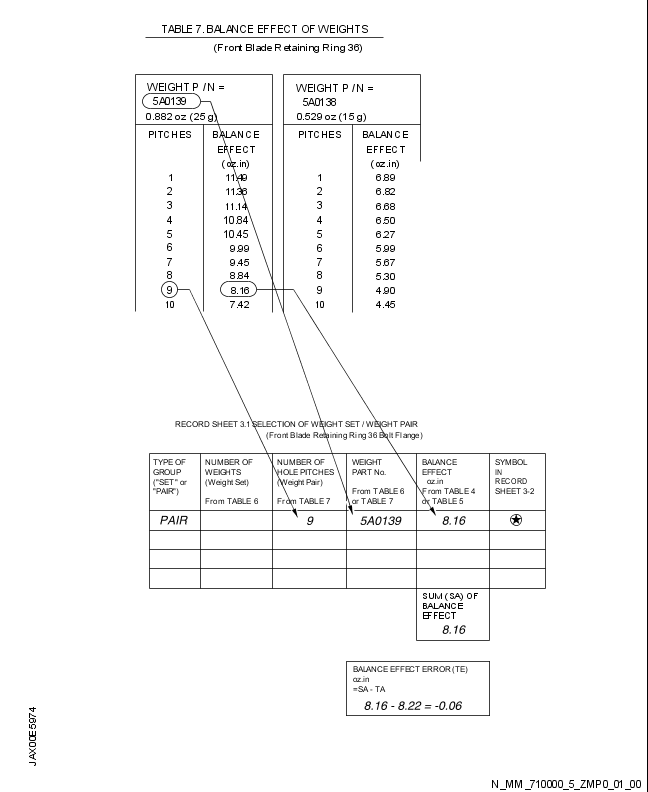 TABLE 7. BALANCE EFFECT OF WEIGHTS
(Front Blade Retaining Ring 36)
WEIGHT P / N =
5A0139
0.882 oz (25 g)
WEIGHT P / N =
5A0138
0.529 oz (15 g)
PITCHES BALANCE EFFECT (oz.in) PITCHES BALANCE EFFECT (oz.in)
1 11.49 1 6.89
2 11.36 2 6.82
3 11.14 3 6.68
4 10.84 4 6.50
5 10.45 5 6.27
6 9.99 6 5.99
7 9.45 7 5.67
8 8.84 8 5.30
9 8.16 9 4.90
10 7.42 10 4.45
RECORD SHEET 3.1 SELECTION OF WEIGHT SET / WEIGHT PAIR
(Front Blade Retaining Ring 36 Bolt Flange)
TYPE OF
GROUP
("SET" or
"PAIR")
NUMBER OF
WEIGHTS
(Weight Set)
From TABLE 6
NUMBER OF
HOLE PITCHES
(Weight Pair)
From TABLE 7
WEIGHT
PART No.
From TABLE 6
or TABLE 7
BALANCE
EFFECT
oz.in
From TABLE 4
or TABLE 5
SYMBOL
IN
RECORD
SHEET 3-2
PAIR 9 5A0139 8.16
SUM (SA) OF
BALANCE
EFFECT
8.16
BALANCE EFFECT ERROR (TE)
oz.in
=SA - TA
8.16 - 8.22 = -0.06
JAX00E5974
N_MM_710000_5_ZMP0_01_00